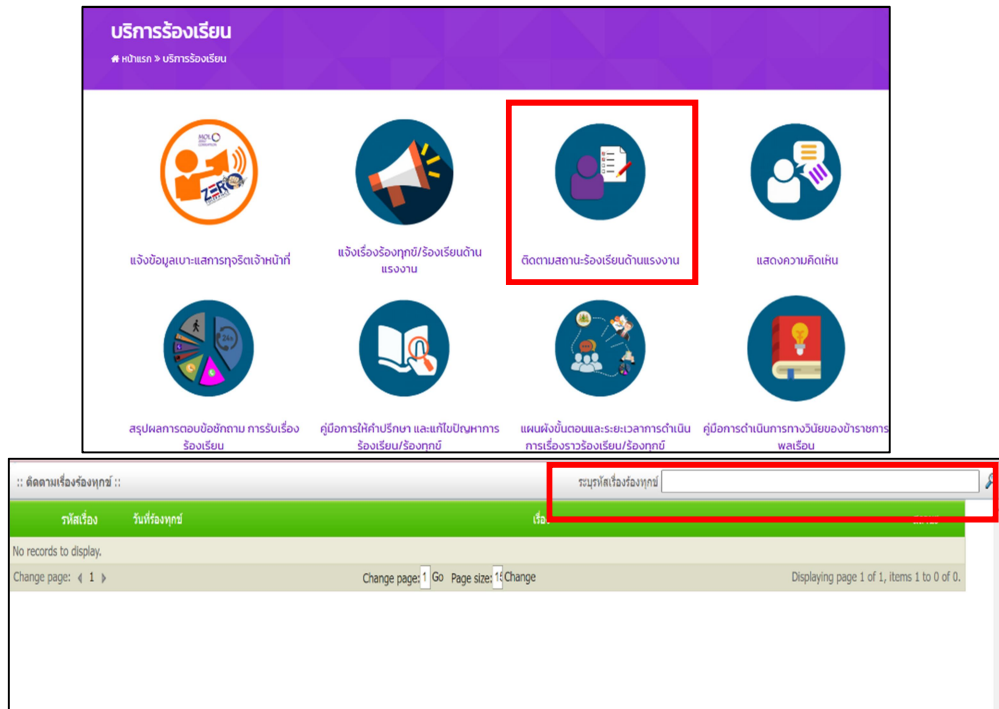 บริการร้องเรียน
หน้าแรก » บริการร้องเรียน
ZERO
แจ้งข้อมูลเบาะแสการทุจริตเจ้าหน้าที่
แจ้งเรื่องร้องทุกข์/ร้องเรียนด้าน
แรงงาน
ติดตามสถานะร้องเรียนด้านแรงงาน
แสดงความคิดเห็น
สรุปผลการตอบข้อซักถาม การรับเรื่อง
ร้องเรียน
คู่มือการให้คำปรึกษา และแก้ไขปัญหาการ
ร้องเรียน/ร้องทุกข์
แผนผังขั้นตอนและระยะเวลาการดำเนิน
การเรื่องราวร้องเรียน/ร้องทุกข์
คู่มือการดำเนินการทางวินัยของข้าราชการ
พลเรือน
:: ติดตามเรื่องร้องทุกข์ ::
ระบุรหัสเรื่องร้องทุกข์
รหัสเรื่อง วันที่ร้องทุกข์
No records to display.
Change page: 1 Change page: 1 Go Page size: 15 Change Displaying page 1 of 1, items 1 to 0 of 0.